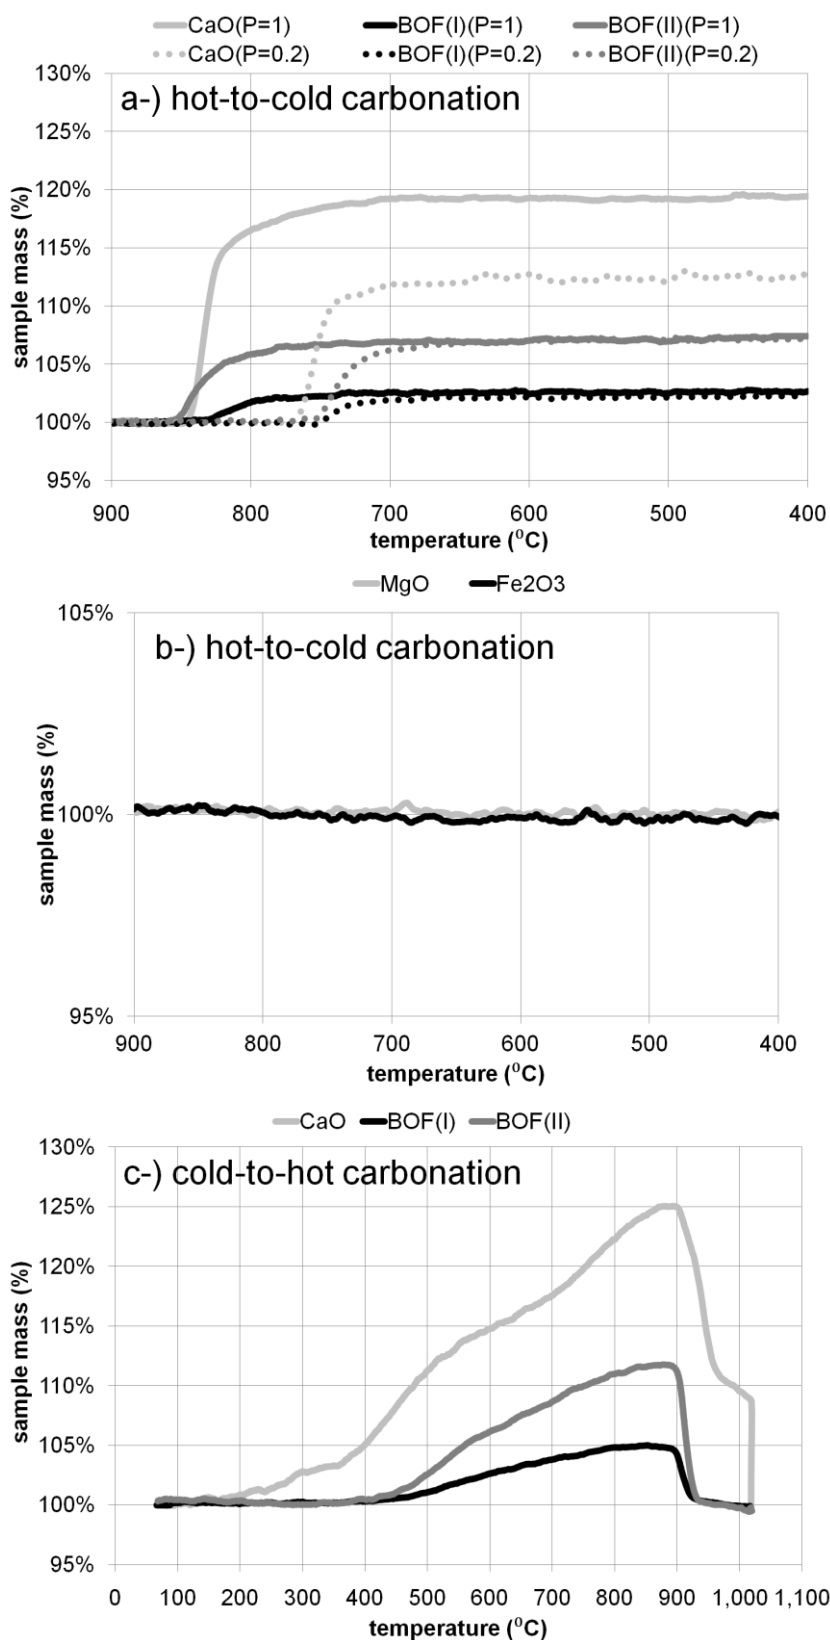 CaO(P=1) BOF(I)(P=1) BOF(II)(P=1)
CaO(P=0.2) BOF(I)(P=0.2) BOF(II)(P=0.2)
130%
a-) hot-to-cold carbonation
125%
120%
115%
110%
105%
100%
95%
sample mass (%)
900 800 700 600 500 400
temperature (⁰C)
MgO Fe2O3
105%
b-) hot-to-cold carbonation
100%
95%
sample mass (%)
900 800 700 600 500 400
temperature (⁰C)
CaO BOF(I) BOF(II)
130%
c-) cold-to-hot carbonation
125%
120%
115%
110%
105%
100%
95%
sample mass (%)
0 100 200 300 400 500 600 700 800 900 1,000 1,100
temperature (⁰C)